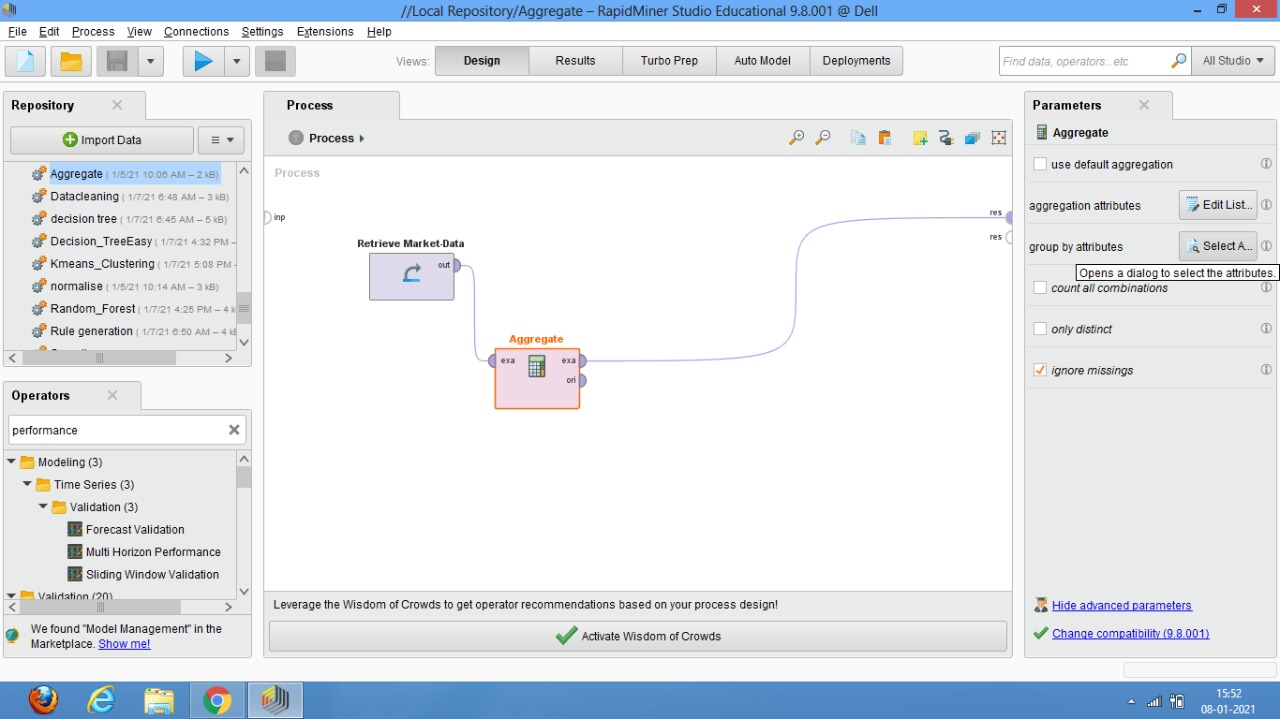 //Local Repository/Aggregate – RapidMiner Studio Educational 9.8.001 @ Dell
File Edit Process View Connections Settings Extensions Help
Views: Design Results Turbo Prep Auto Model Deployments Find data, operators...etc All Studio
Repository
Import Data
Aggregate ( 1/5/21 10:06 AM – 2 kB)
Datacleaning ( 1/7/21 6:48 AM – 3 kB)
decision tree ( 1/7/21 6:45 AM – 5 kB)
Decision_TreeEasy ( 1/7/21 4:32 PM –
Kmeans_Clustering ( 1/7/21 5:08 PM -
normalise ( 1/5/21 10:14 AM – 3 kB)
Random_Forest ( 1/7/21 4:25 PM – 4 k
Rule generation ( 1/7/21 6:50 AM – 4 kB
Operators
performance
Modeling (3)
Time Series (3)
Validation (3)
Forecast Validation
Multi Horizon Performance
Sliding Window Validation
Validation (20)
We found "Model Management" in the
Marketplace. Show me!
Process
Process
Process
inp
res
res
Retrieve Market-Data
out
Aggregate
exa exa
ori
Leverage the Wisdom of Crowds to get operator recommendations based on your process design!
Activate Wisdom of Crowds
Parameters
Aggregate
use default aggregation
aggregation attributes Edit List...
group by attributes Select A...
Opens a dialog to select the attributes.
count all combinations
only distinct
ignore missings
Hide advanced parameters
Change compatibility (9.8.001)
15:52
08-01-2021